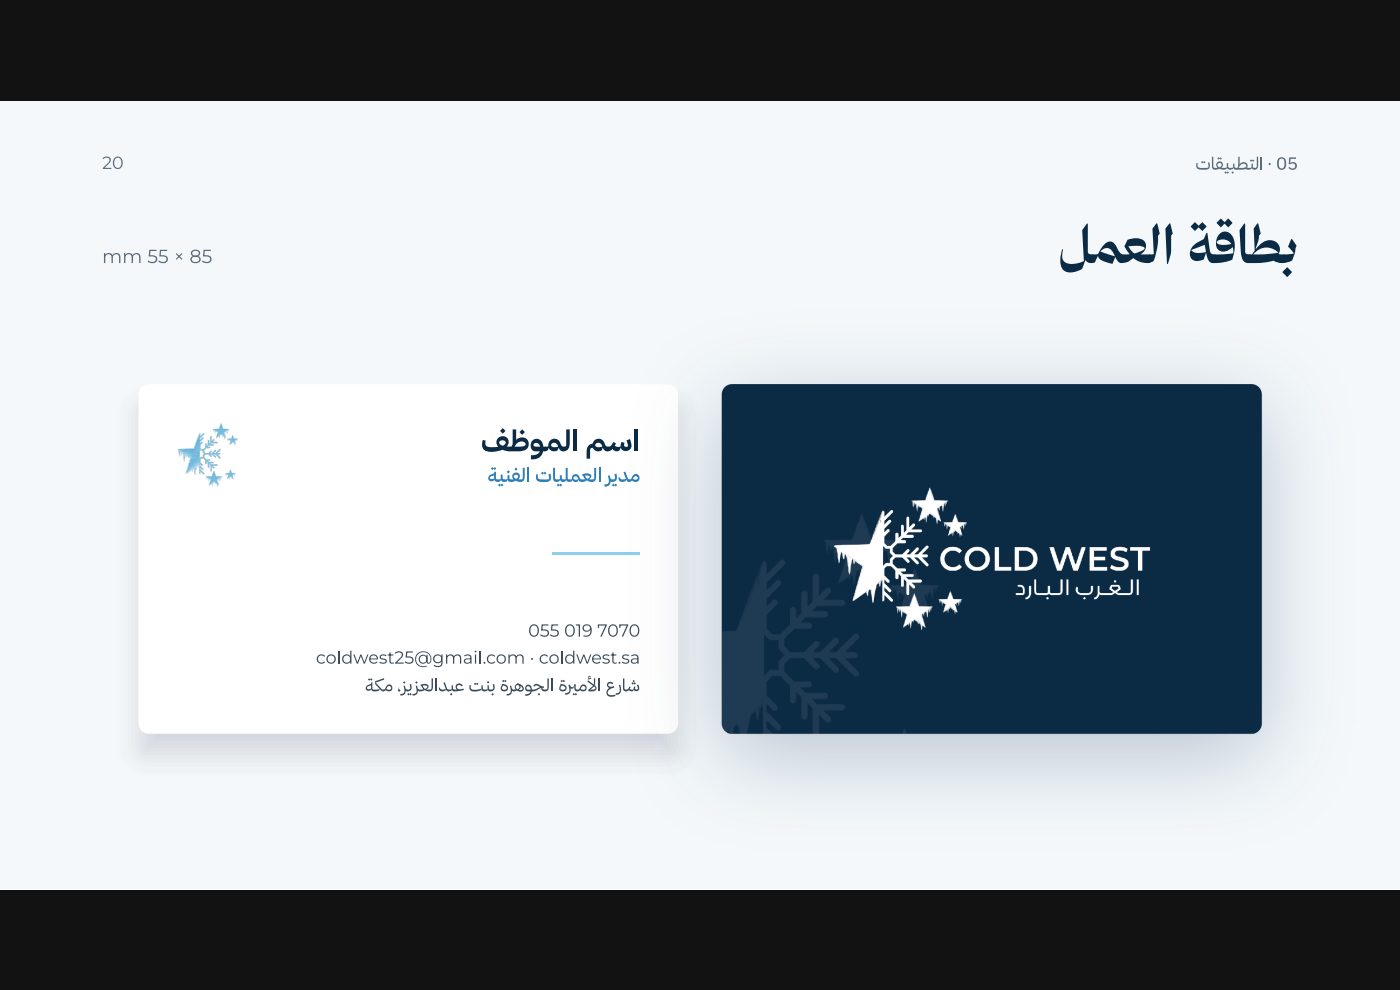 05 · التطبيقات
20
بطاقة العمل
mm 55 × 85
COLD WEST
الغرب البارد
اسم الموظف
مدير العمليات الفنية
055 019 7070
coldwest25@gmail.com · coldwest.sa
شارع الأميرة الجوهرة بنت عبدالعزيز، مكة